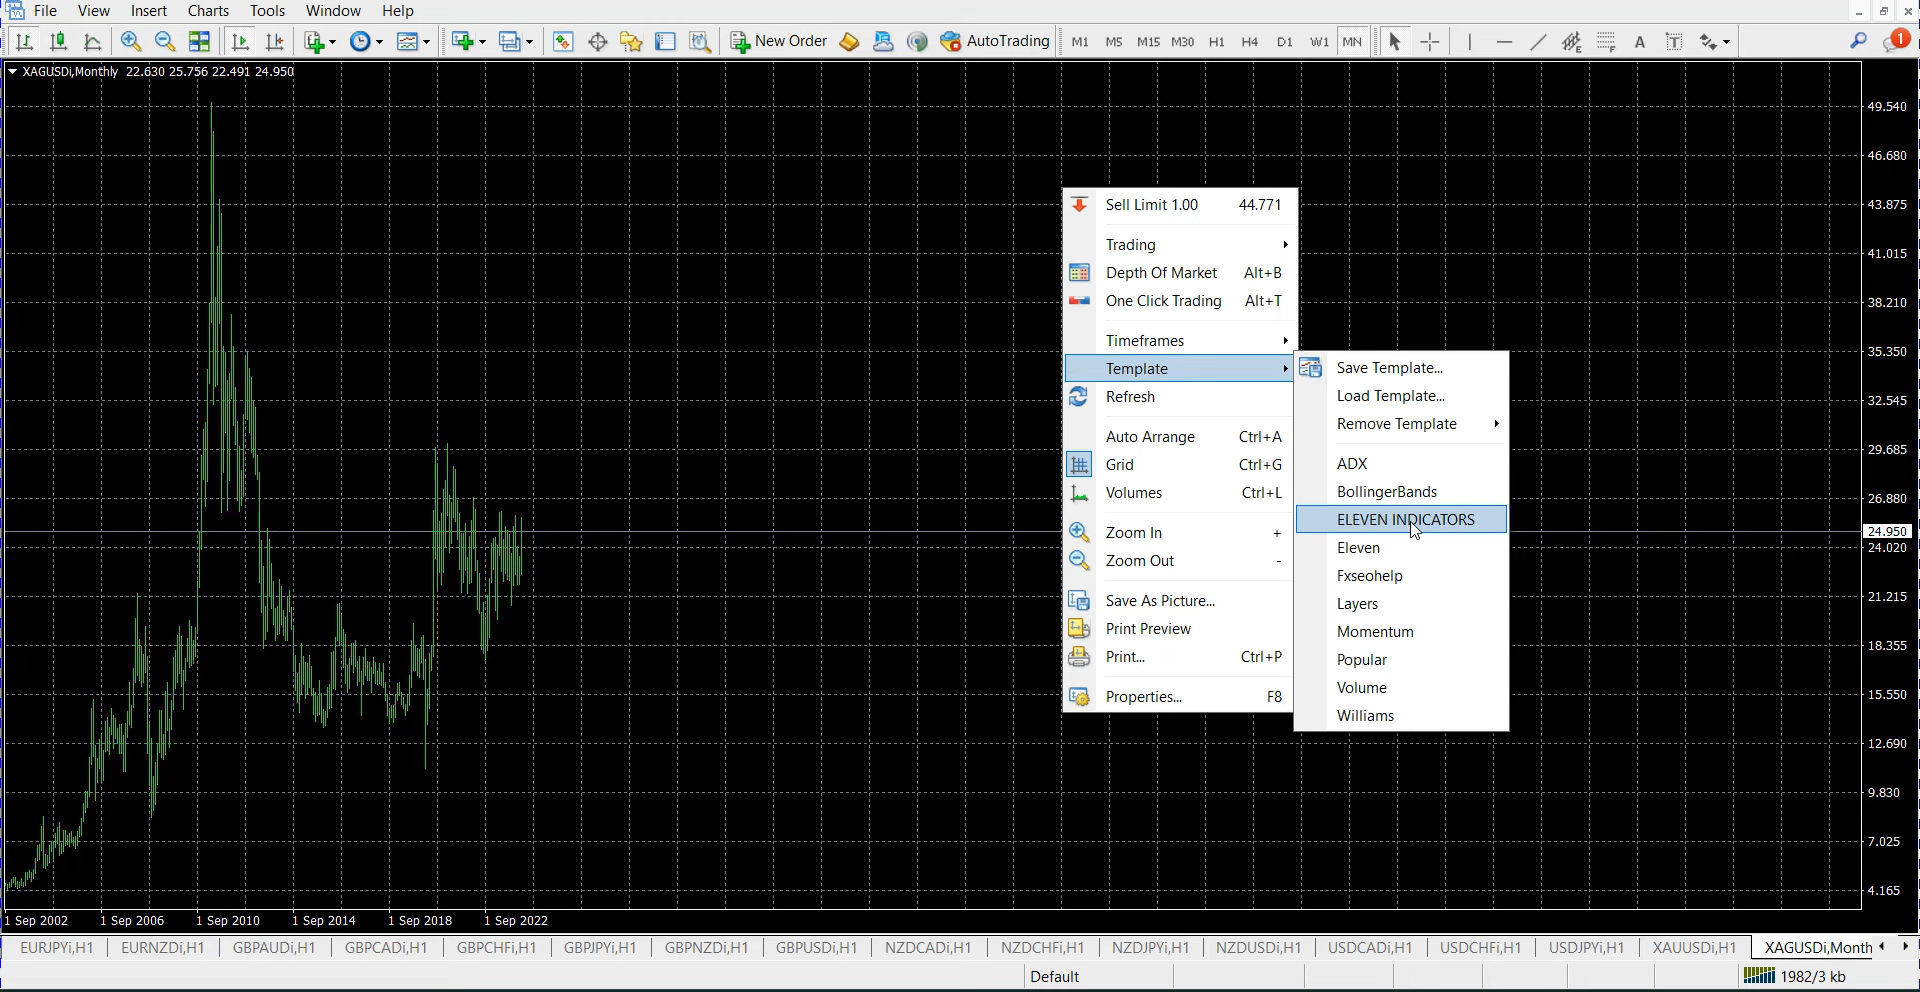 File View Insert Charts Tools Window Help
New Order AutoTrading M1 M5 M15 M30 H1 H4 D1 W1 MN A T 1
XAGUSDi,Monthly 22.630 25.756 22.491 24.950
49.540
46.680
43.875
41.015
38.210
35.350
32.545
29.685
26.880
24.950
24.020
21.215
18.355
15.550
12.690
9.830
7.025
4.165
Sell Limit 1.00 44.771
Trading
Depth Of Market Alt+B
One Click Trading Alt+T
Timeframes
Template
Refresh
Auto Arrange Ctrl+A
Grid Ctrl+G
Volumes Ctrl+L
Zoom In +
Zoom Out -
Save As Picture...
Print Preview
Print... Ctrl+P
Properties... F8
Save Template...
Load Template...
Remove Template
ADX
BollingerBands
ELEVEN INDICATORS
Eleven
Fxseohelp
Layers
Momentum
Popular
Volume
Williams
1 Sep 2002 1 Sep 2006 1 Sep 2010 1 Sep 2014 1 Sep 2018 1 Sep 2022
EURJPYi,H1 EURNZDi,H1 GBPAUDi,H1 GBPCADi,H1 GBPCHFi,H1 GBPJPYi,H1 GBPNZDi,H1 GBPUSDi,H1 NZDCADi,H1 NZDCHFi,H1 NZDJPYi,H1 NZDUSDi,H1 USDCADi,H1 USDCHFi,H1 USDJPYi,H1 XAUUSDi,H1 XAGUSDi,Month
Default 1982/3 kb